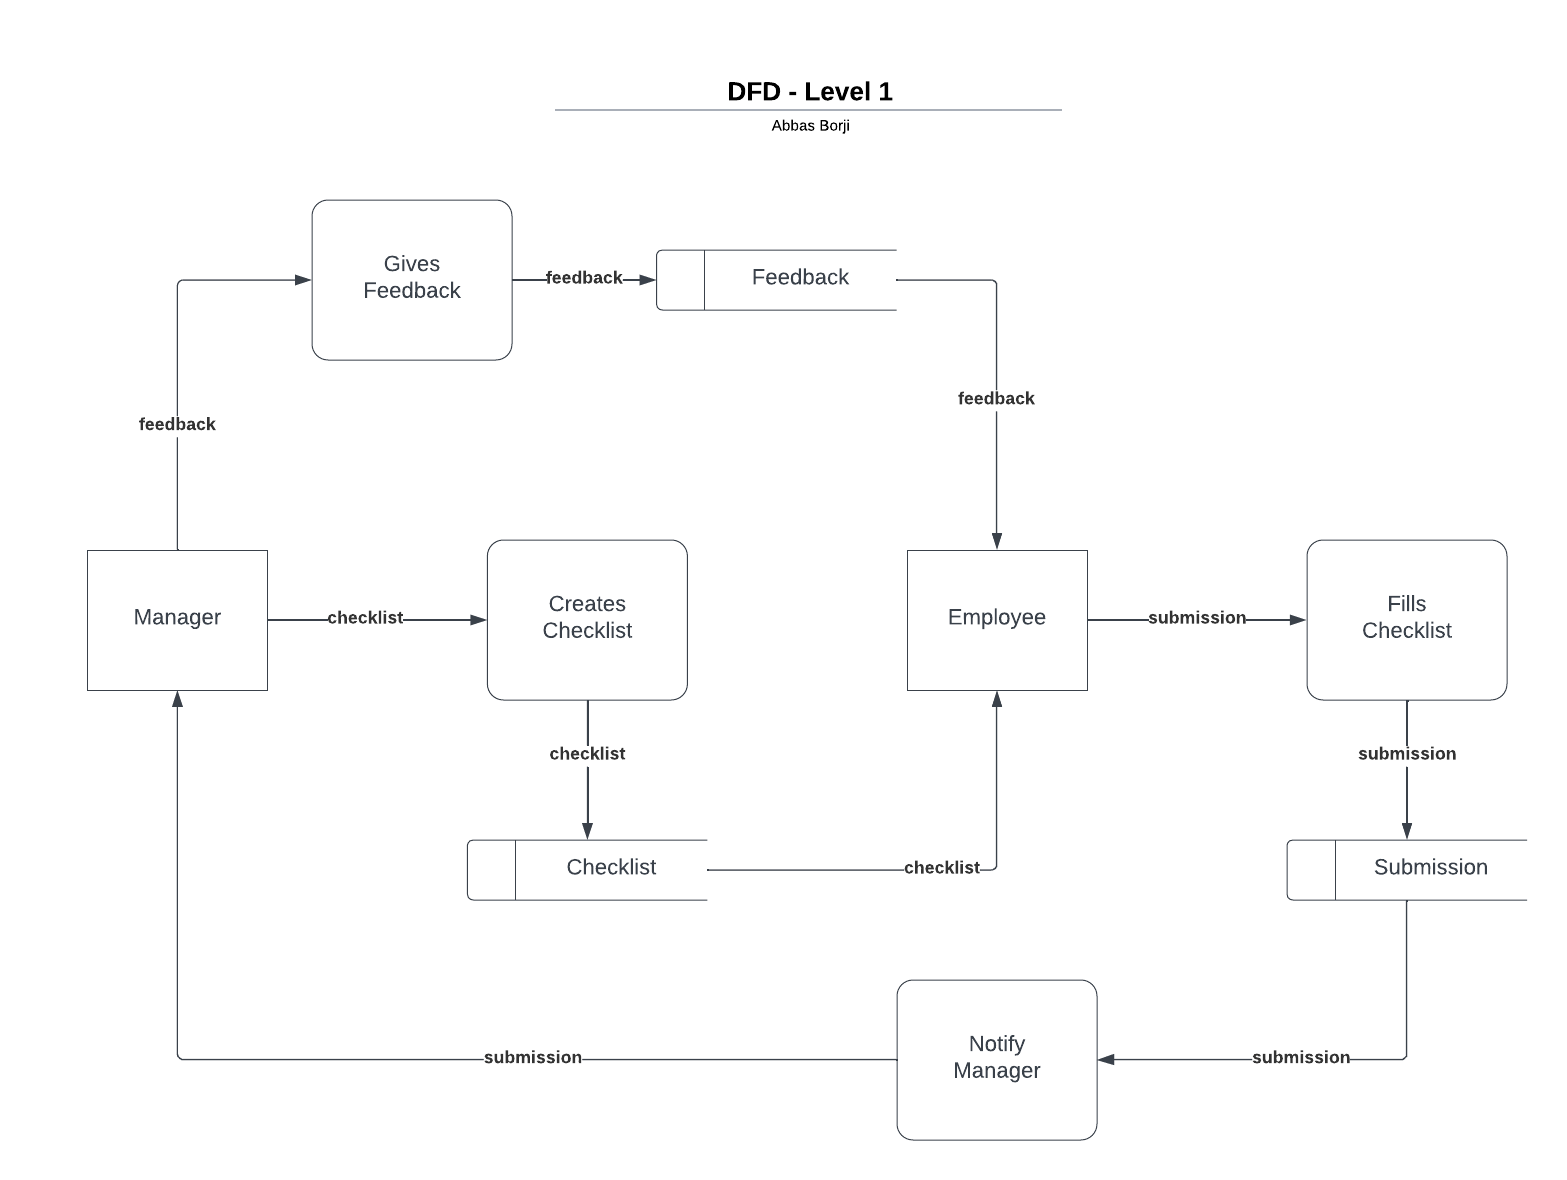 DFD - Level 1
Abbas Borji
Gives
Feedback
feedback
Feedback
feedback
feedback
Manager
checklist
Creates
Checklist
Employee
submission
Fills
Checklist
checklist
submission
Checklist
checklist
Submission
Notify
Manager
submission
submission